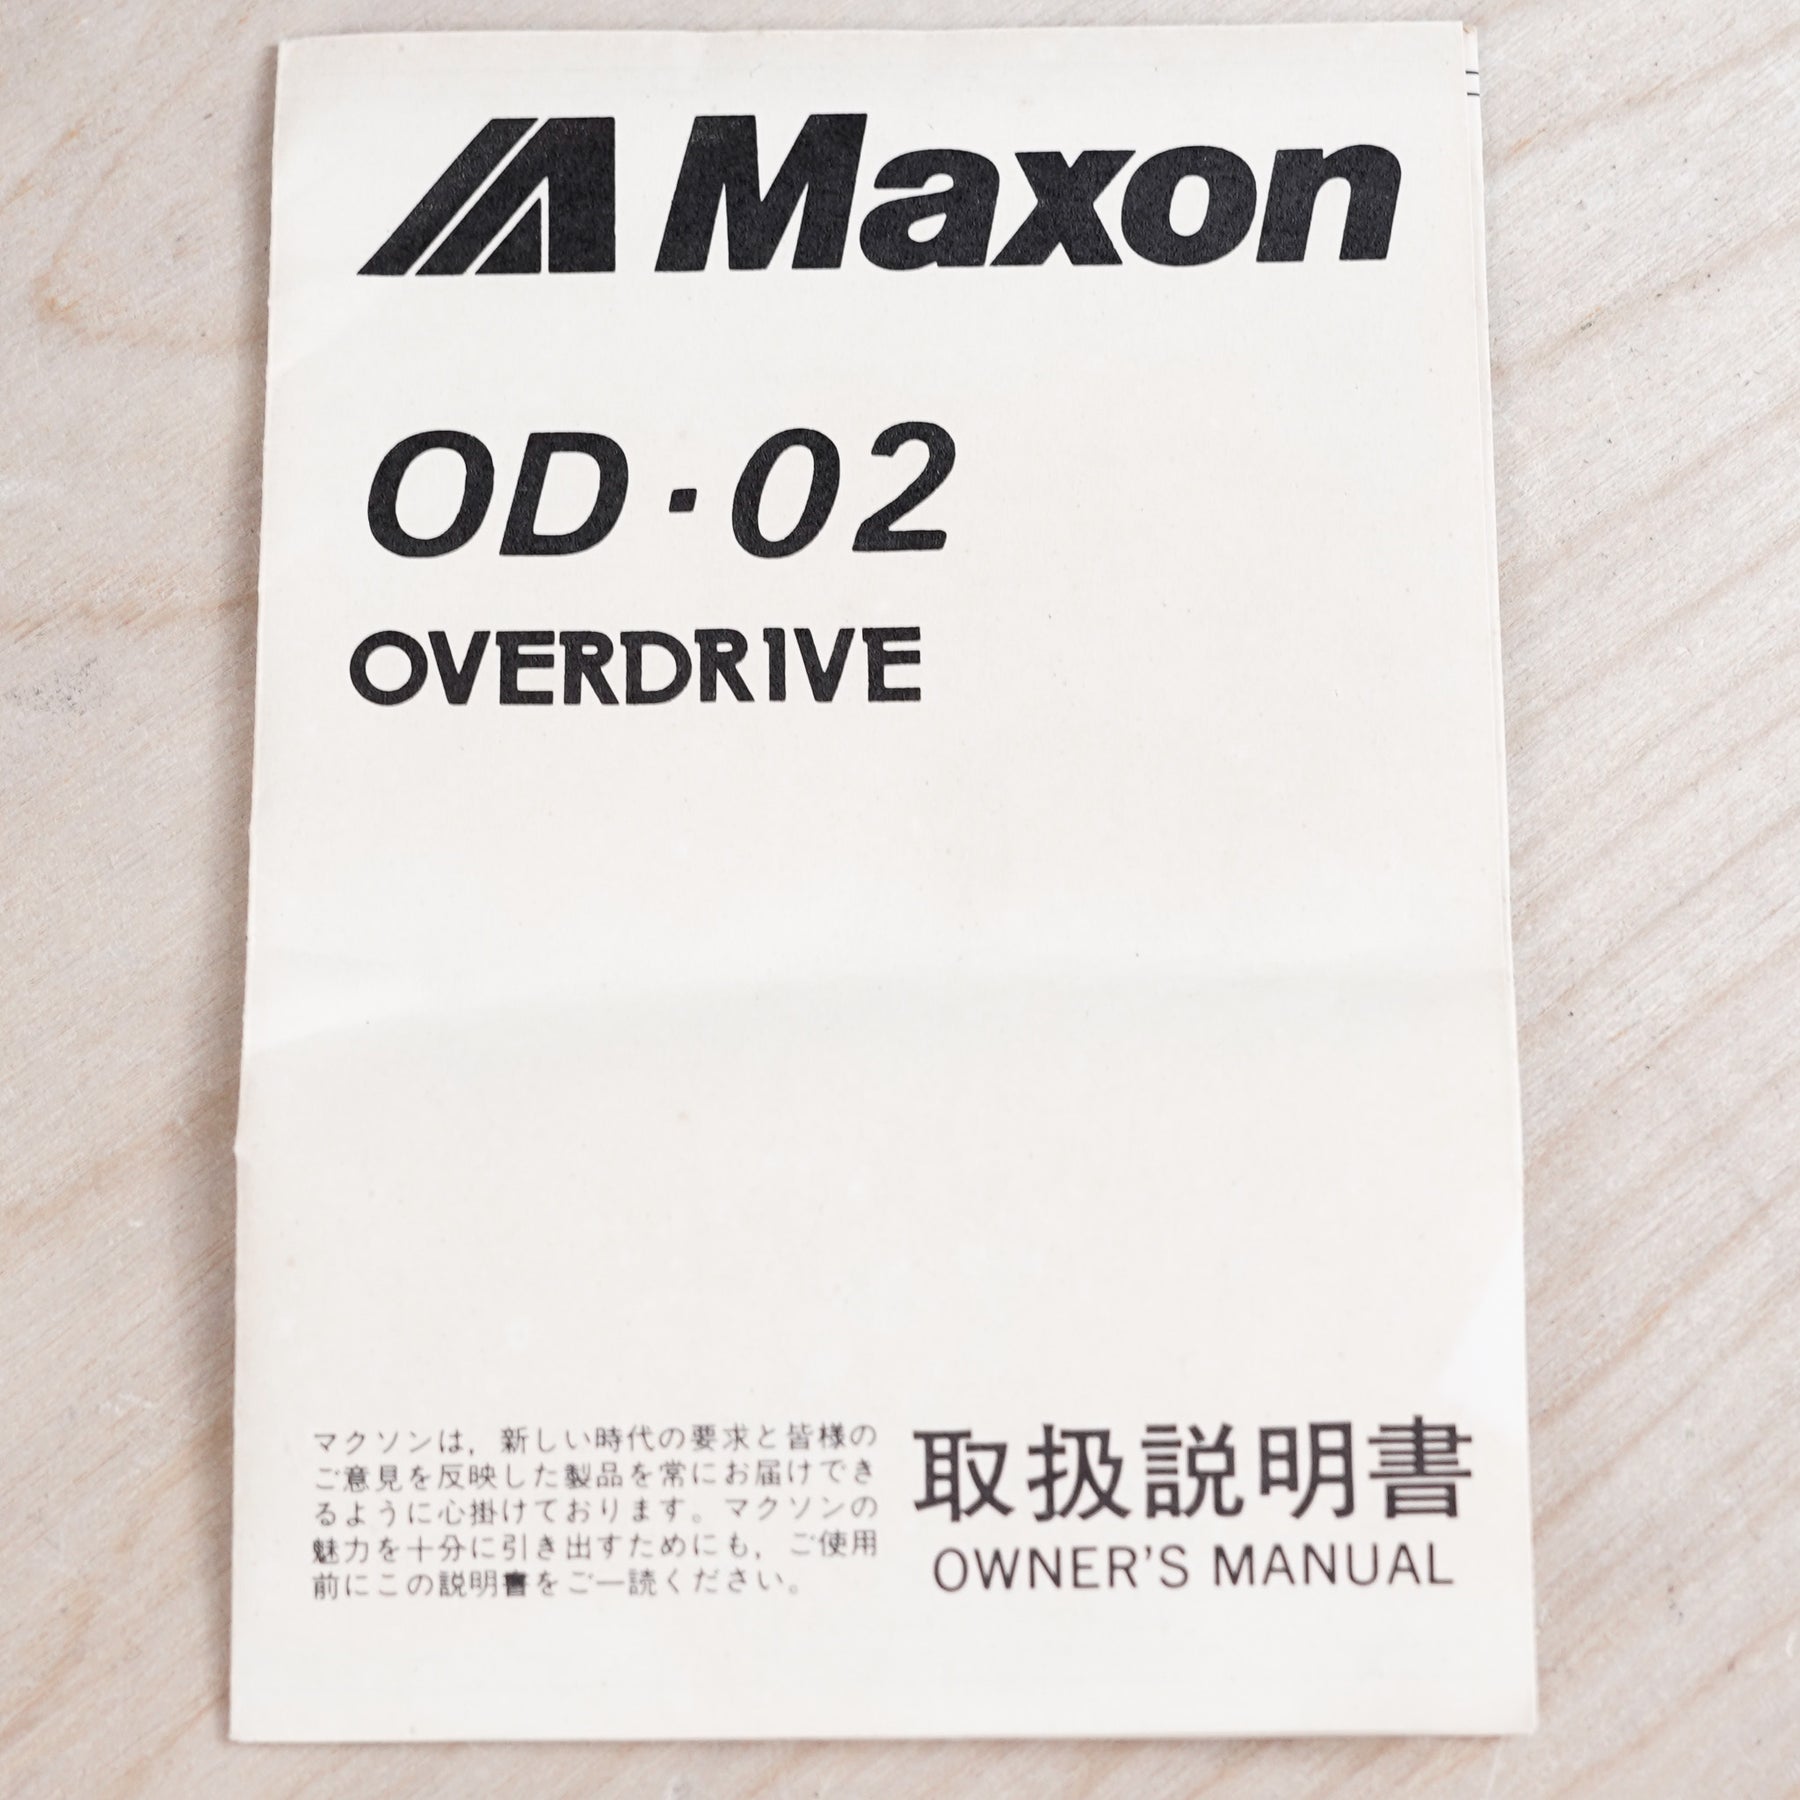 Maxon
OD·02
OVERDRIVE
マクソンは，新しい時代の要求と皆様の
ご意見を反映した製品を常にお届けでき
るように心掛けております。マクソンの
魅力を十分に引き出すためにも，ご使用
前にこの説明書をご一読ください。
取扱説明書
OWNER'S MANUAL